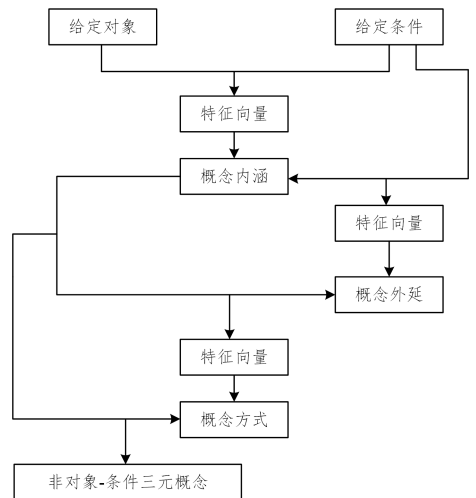 给定对象
给定条件
特征向量
概念内涵
特征向量
概念外延
特征向量
概念方式
非对象-条件三元概念